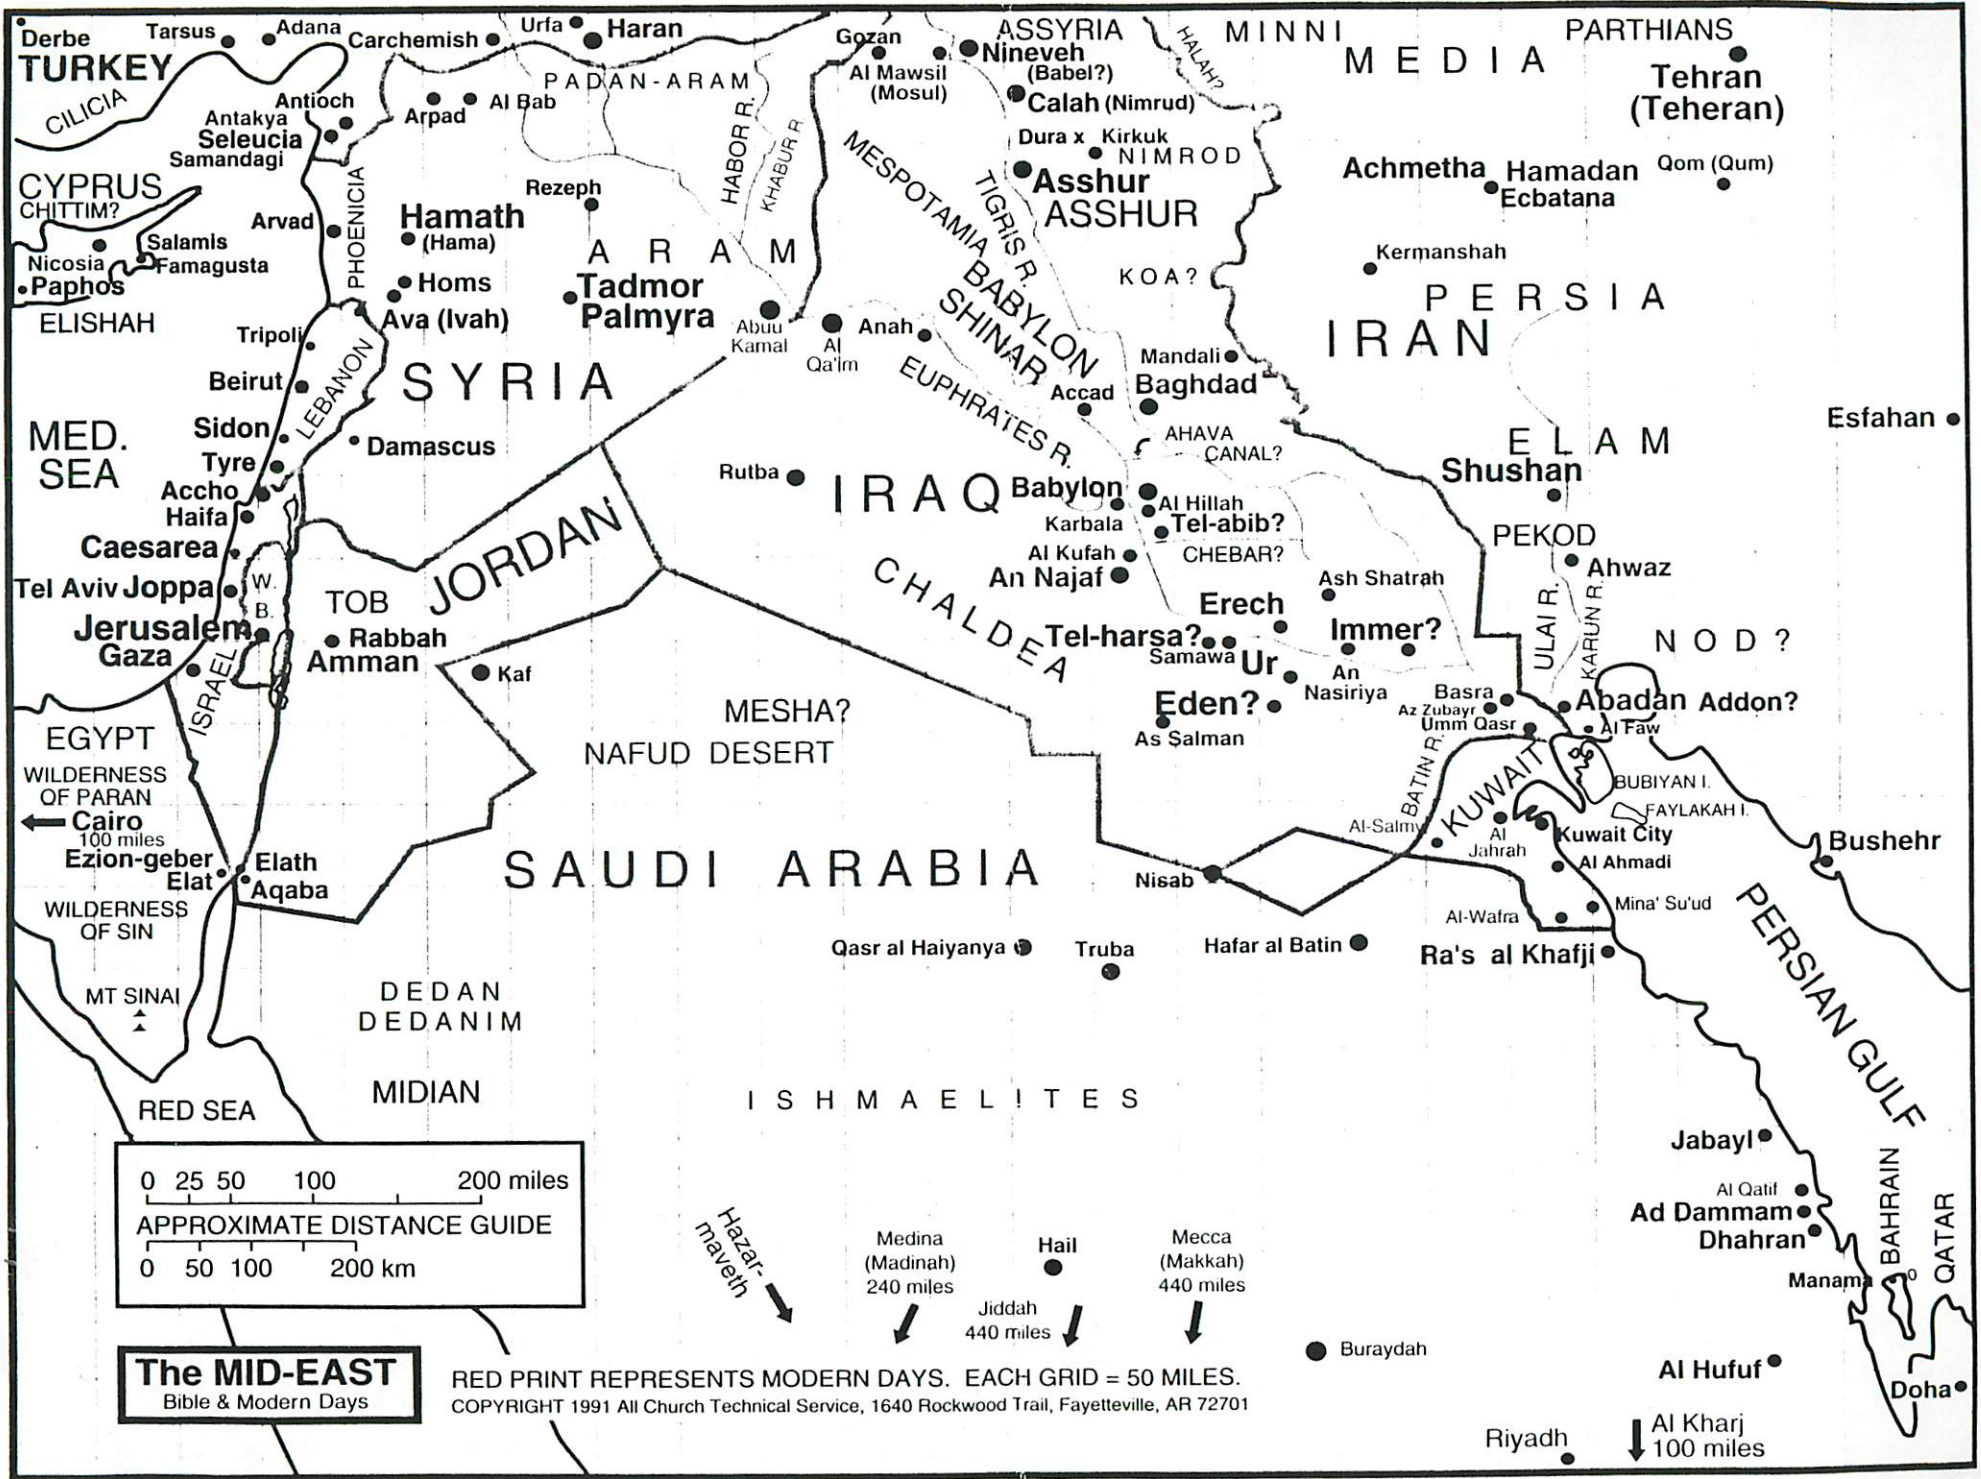 Derbe
TURKEY
Tarsus
Adana
Carchemish
Urfa
Haran
Gozan
ASSYRIA
Nineveh
(Babel?)
HALAH?
MINNI
MEDIA
PARTHIANS
Tehran
(Teheran)
CILICIA
Antioch
Antakya
Seleucia
Samandagi
Arpad
Al Bab
PADAN-ARAM
HABOR R.
KHABUR R.
Al Mawsil
(Mosul)
Calah (Nimrud)
Dura x
Kirkuk
NIMROD
Asshur
ASSHUR
Achmetha
Hamadan
Ecbatana
Qom (Qum)
CYPRUS
CHITTIM?
PHOENICIA
Rezeph
MESPOTAMIA
TIGRIS R.
Arvad
Hamath
(Hama)
Salamls
Famagusta
Nicosia
Paphos
ELISHAH
ARAM
KOA?
Kermanshah
PERSIA
IRAN
Homs
Ava (Ivah)
Tadmor
Palmyra
Abuu
Kamal
Al
Qa'im
Anah
BABYLON
SHINAR
Mandali
Baghdad
Accad
EUPHRATES R.
Tripoli
Beirut
LEBANON
SYRIA
MED.
SEA
Sidon
Damascus
Tyre
Accho
Haifa
Caesarea
Tel Aviv Joppa
Jerusalem
Gaza
W.
B.
ISRAEL
TOB
JORDAN
Rabbah
Amman
Kaf
Rutba
IRAQ
AHAVA
CANAL?
ELAM
Esfahan
Shushan
Babylon
Al Hillah
Karbala
Tel-abib?
CHEBAR?
Al Kufah
An Najaf
CHALDEA
PEKOD
Ahwaz
Ash Shatrah
Erech
Tel-harsa?
Samawa
Ur
Immer?
An
Nasiriya
ULAI R.
KARUN R.
NOD?
Eden?
As Salman
Basra
Az Zubayr
Umm Qasr
Abadan
Addon?
Al Faw
BATIN R.
KUWAIT
BUBIYAN I.
FAYLAKAH I.
EGYPT
WILDERNESS
OF PARAN
Cairo
100 miles
MESHA?
NAFUD DESERT
Ezion-geber
Elat
Elath
Aqaba
WILDERNESS
OF SIN
MT SINAI
SAUDI ARABIA
Nisab
Al-Salmy
Al
Jahrah
Kuwait City
Al Ahmadi
Mina' Su'ud
Al-Wafra
Bushehr
Qasr al Haiyanya
Truba
Hafar al Batin
Ra's al Khafji
PERSIAN GULF
DEDAN
DEDANIM
MIDIAN
ISHMAEL!TES
RED SEA
Jabayl
Al Qatif
Ad Dammam
Dhahran
Manama
BAHRAIN
QATAR
0 25 50 100 200 miles
APPROXIMATE DISTANCE GUIDE
0 50 100 200 km
Hazar-
maveth
Medina
(Madinah)
240 miles
Hail
Jiddah
440 miles
Mecca
(Makkah)
440 miles
Buraydah
Al Hufuf
Doha
The MID-EAST
Bible & Modern Days
RED PRINT REPRESENTS MODERN DAYS. EACH GRID = 50 MILES.
COPYRIGHT 1991 All Church Technical Service, 1640 Rockwood Trail, Fayetteville, AR 72701
Riyadh
Al Kharj
100 miles